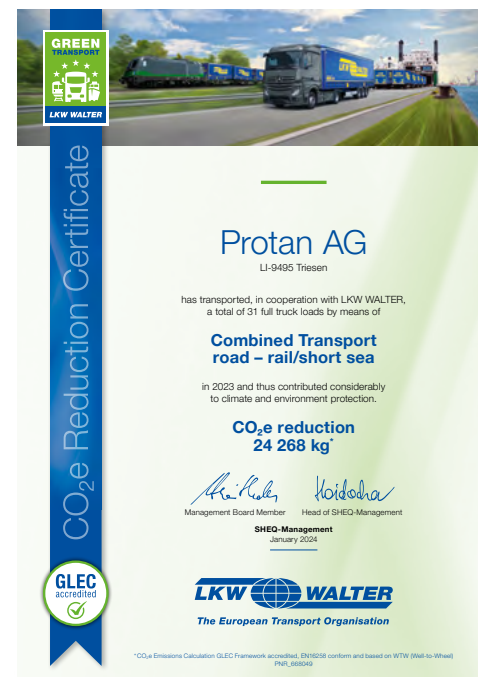 GREEN
TRANSPORT
LKW WALTER
LKW WALTER
CO₂e Reduction Certificate
Protan AG
LI-9495 Triesen
has transported, in cooperation with LKW WALTER,
a total of 31 full truck loads by means of
Combined Transport
road – rail/short sea
in 2023 and thus contributed considerably
to climate and environment protection.
CO₂e reduction
24 268 kg*
Management Board Member
Head of SHEQ-Management
SHEQ-Management
January 2024
GLEC
accredited
LKW WALTER
The European Transport Organisation
*CO₂e Emissions Calculation GLEC Framework accredited, EN16258 conform and based on WTW (Well-to-Wheel)
PNR_668049